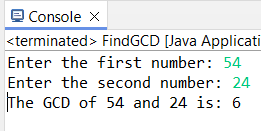 Console
<terminated> FindGCD [Java Applicati
Enter the first number: 54
Enter the second number: 24
The GCD of 54 and 24 is: 6